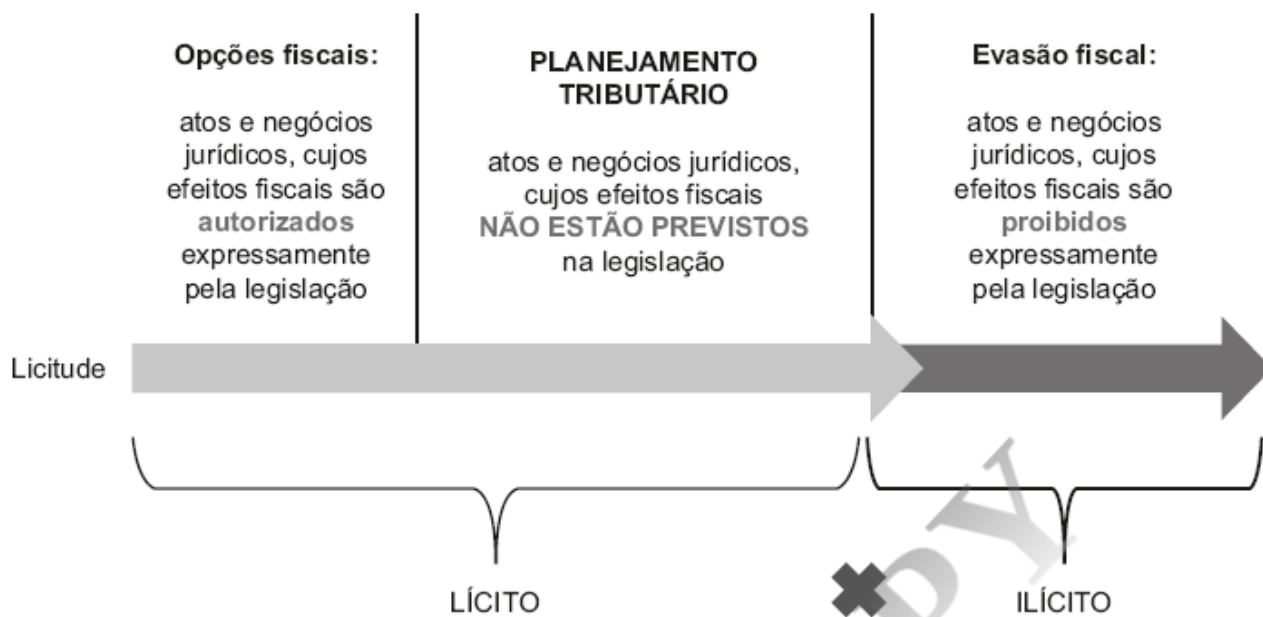 Opções fiscais:
atos e negócios
jurídicos, cujos
efeitos fiscais são
autorizados
expressamente
pela legislação
PLANEJAMENTO
TRIBUTÁRIO
atos e negócios jurídicos,
cujos efeitos fiscais
NÃO ESTÃO PREVISTOS
na legislação
Evasão fiscal:
atos e negócios
jurídicos, cujos
efeitos fiscais são
proibidos
expressamente
pela legislação
Licitude
LÍCITO
ILÍCITO